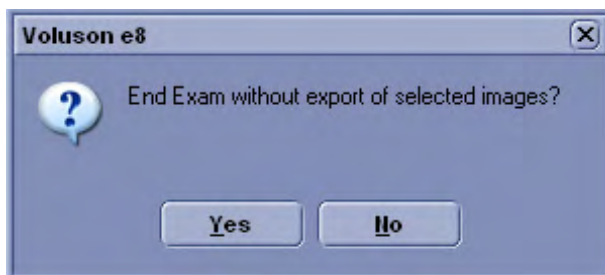 Voluson e8
End Exam without export of selected images?
Yes No